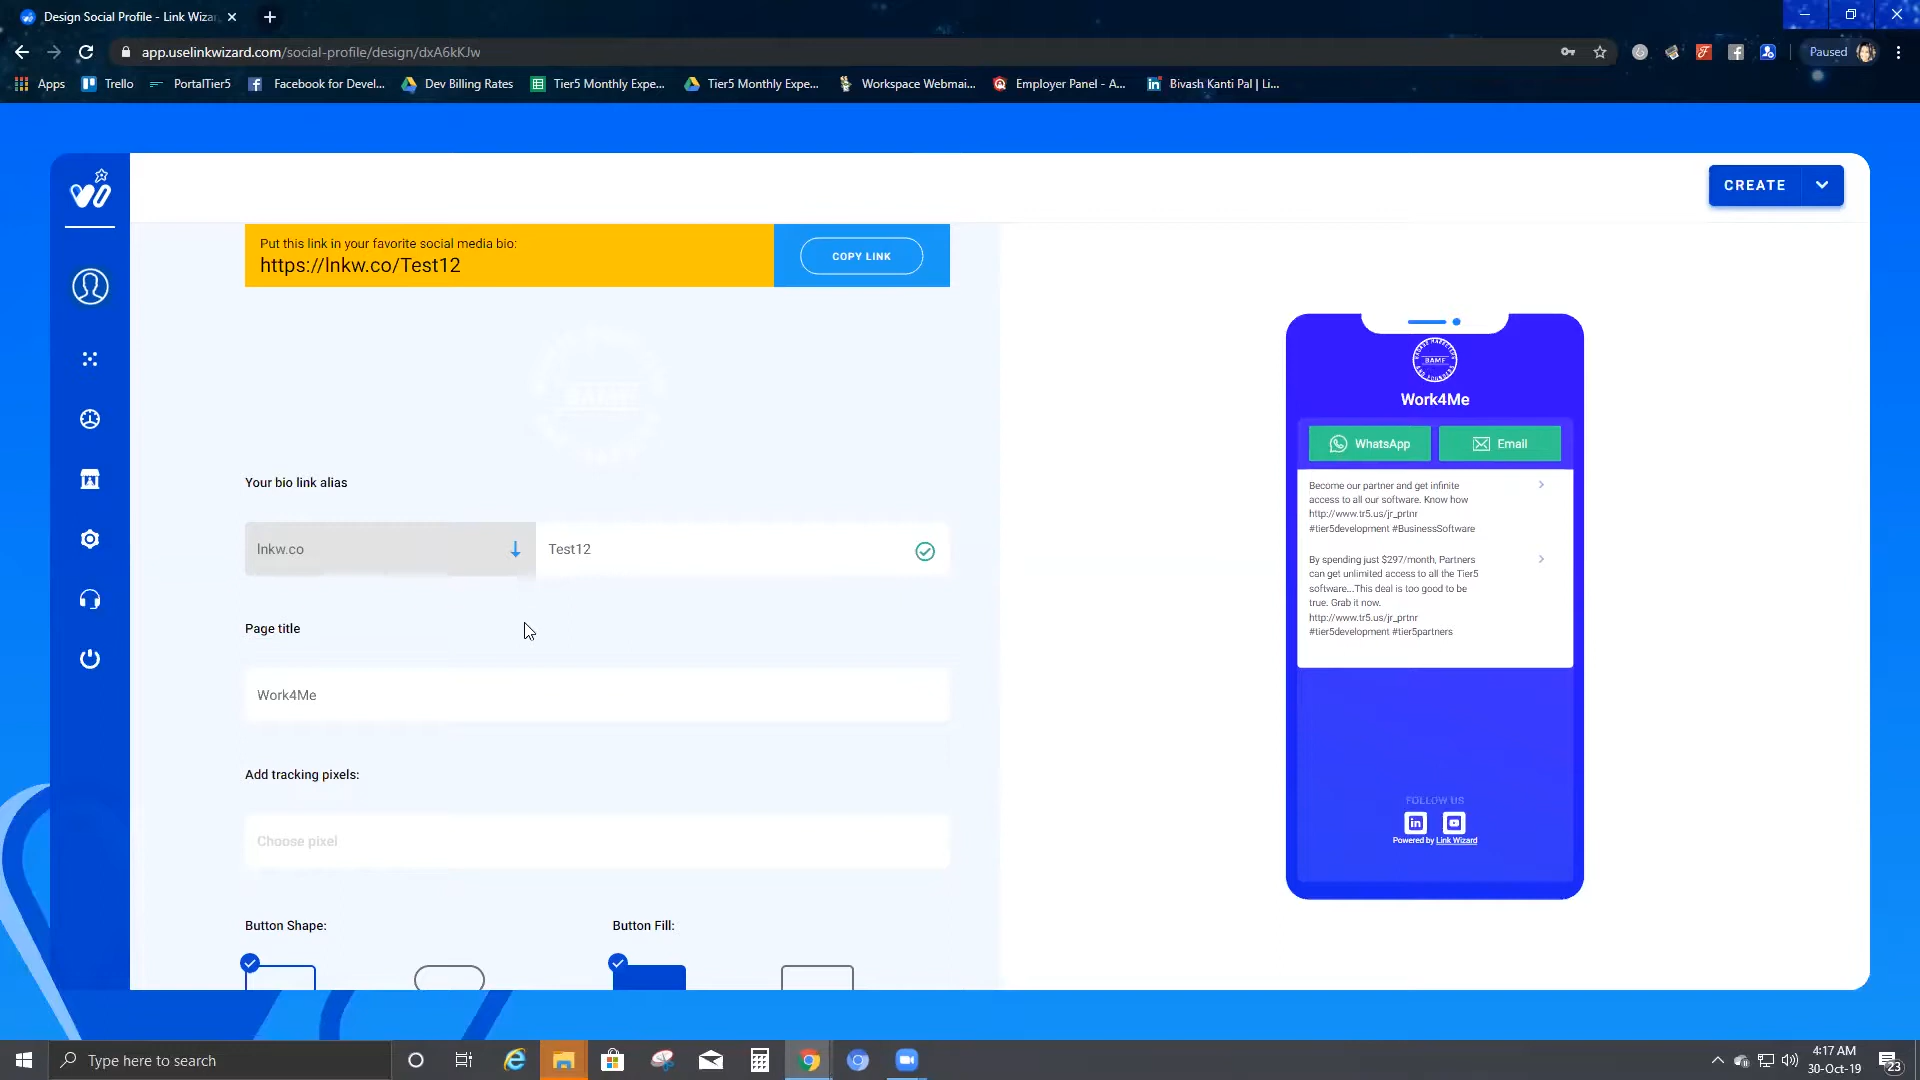 Design Social Profile - Link Wizar
app.uselinkwizard.com/social-profile/design/dxA6kKJw
Paused
Apps
Trello
PortalTier5
Facebook for Devel...
Dev Billing Rates
Tier5 Monthly Expe...
Tier5 Monthly Expe...
Workspace Webmai...
Employer Panel - A...
Bivash Kanti Pal | Li...
CREATE
Put this link in your favorite social media bio:
https://lnkw.co/Test12
COPY LINK
BAMF
Your bio link alias
lnkw.co
Test12
Page title
Work4Me
Add tracking pixels:
Choose pixel
Button Shape:
Button Fill:
BAMF
AND FOUNDERS
Work4Me
WhatsApp
Email
Become our partner and get infinite
access to all our software. Know how
http://www.tr5.us/jr_prtnr
#tier5development #BusinessSoftware
By spending just $297/month, Partners
can get unlimited access to all the Tier5
software...This deal is too good to be
true. Grab it now.
http://www.tr5.us/jr_prtnr
#tier5development #tier5partners
FOLLOW US
Powered by Link Wizard
Type here to search
4:17 AM
30-Oct-19
23